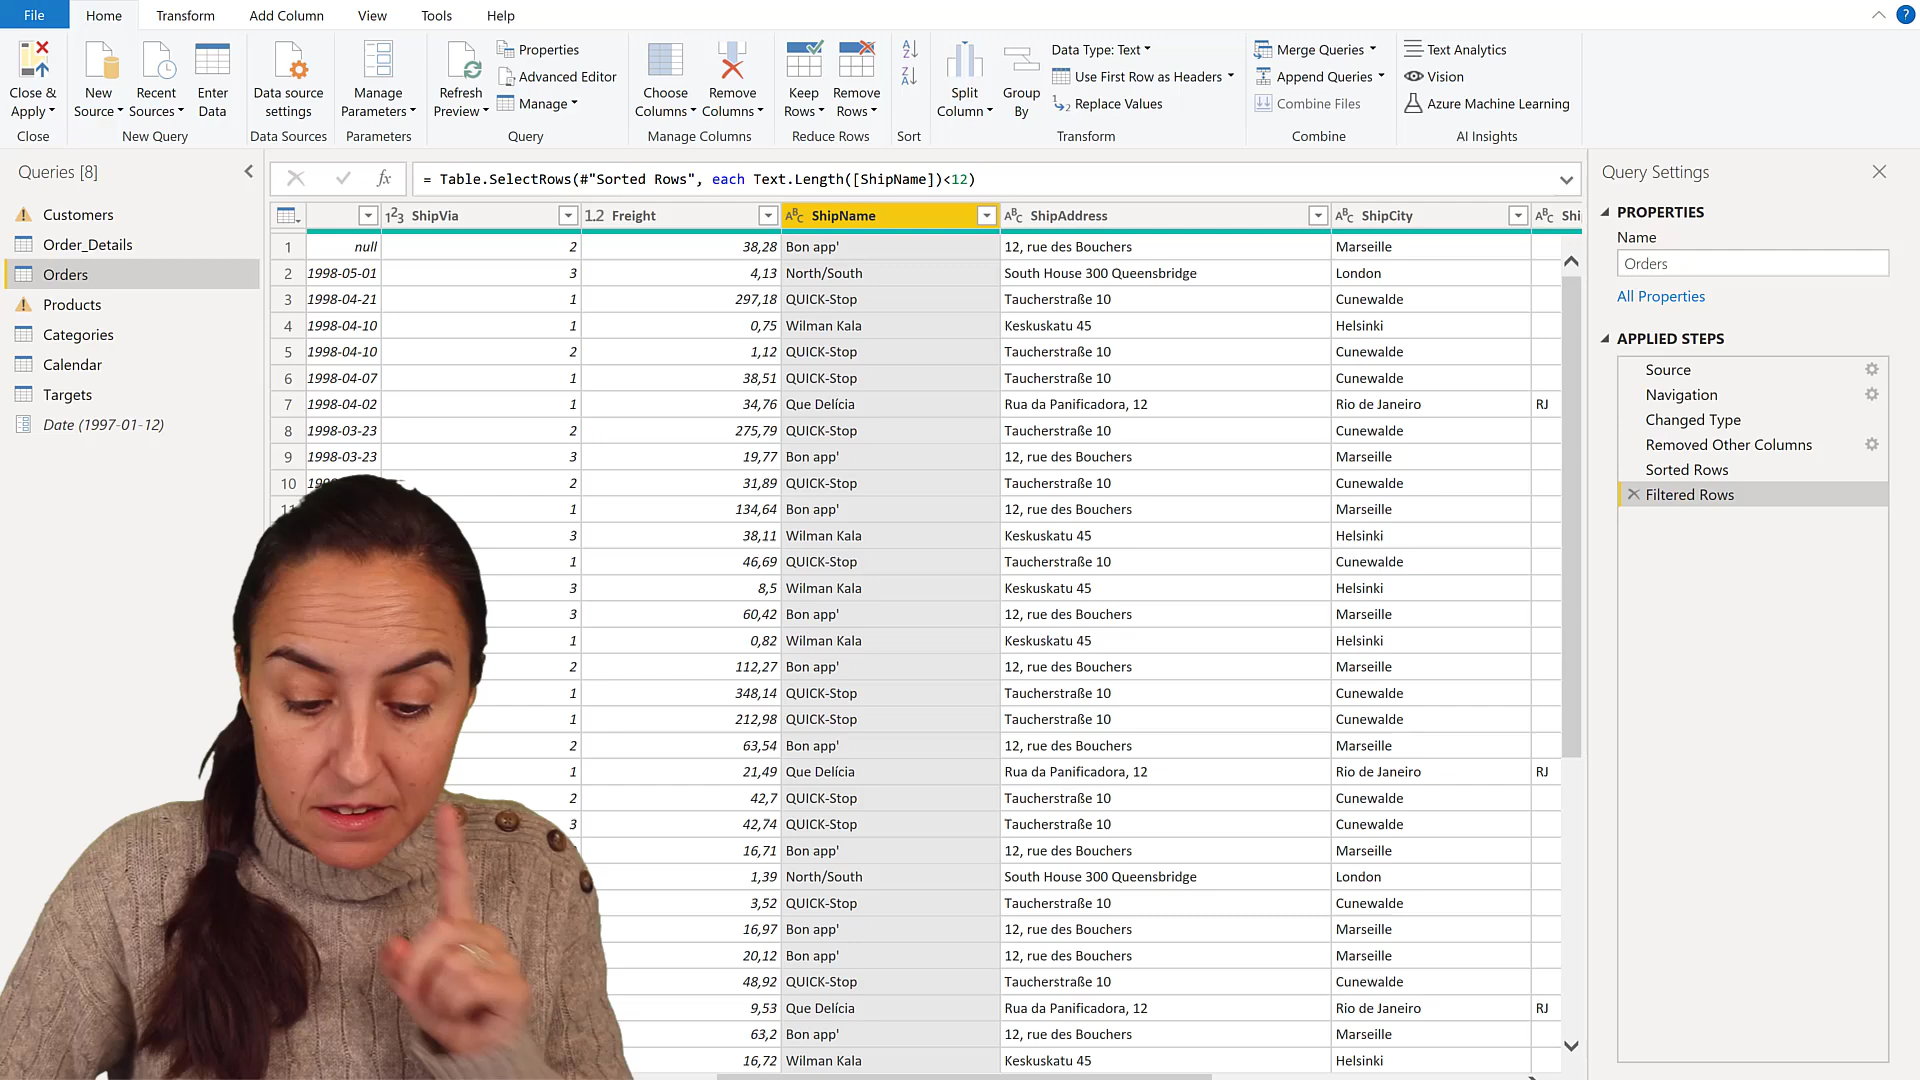 File Home Transform Add Column View Tools Help ?
Close & Apply
New Source
Recent Sources
Enter Data
Data source settings
Manage Parameters
Refresh Preview
Properties
Advanced Editor
Manage
Choose Columns
Remove Columns
Keep Rows
Remove Rows
Split Column
Group By
Data Type: Text
Use First Row as Headers
Replace Values
Merge Queries
Append Queries
Combine Files
Text Analytics
Vision
Azure Machine Learning
Close New Query Data Sources Parameters Query Manage Columns Reduce Rows Sort Transform Combine AI Insights
Queries [8]
Customers
Order_Details
Orders
Products
Categories
Calendar
Targets
Date (1997-01-12)
fx = Table.SelectRows(#"Sorted Rows", each Text.Length([ShipName])<12)
123 ShipVia 1.2 Freight ABC ShipName ABC ShipAddress ABC ShipCity ABC Shi
1 null 2 38,28 Bon app' 12, rue des Bouchers Marseille
2 1998-05-01 3 4,13 North/South South House 300 Queensbridge London
3 1998-04-21 1 297,18 QUICK-Stop Taucherstraße 10 Cunewalde
4 1998-04-10 1 0,75 Wilman Kala Keskuskatu 45 Helsinki
5 1998-04-10 2 1,12 QUICK-Stop Taucherstraße 10 Cunewalde
6 1998-04-07 1 38,51 QUICK-Stop Taucherstraße 10 Cunewalde
7 1998-04-02 1 34,76 Que Delícia Rua da Panificadora, 12 Rio de Janeiro RJ
8 1998-03-23 2 275,79 QUICK-Stop Taucherstraße 10 Cunewalde
9 1998-03-23 3 19,77 Bon app' 12, rue des Bouchers Marseille
10 2 31,89 QUICK-Stop Taucherstraße 10 Cunewalde
1 134,64 Bon app' 12, rue des Bouchers Marseille
3 38,11 Wilman Kala Keskuskatu 45 Helsinki
1 46,69 QUICK-Stop Taucherstraße 10 Cunewalde
3 8,5 Wilman Kala Keskuskatu 45 Helsinki
3 60,42 Bon app' 12, rue des Bouchers Marseille
1 0,82 Wilman Kala Keskuskatu 45 Helsinki
2 112,27 Bon app' 12, rue des Bouchers Marseille
1 348,14 QUICK-Stop Taucherstraße 10 Cunewalde
1 212,98 QUICK-Stop Taucherstraße 10 Cunewalde
2 63,54 Bon app' 12, rue des Bouchers Marseille
1 21,49 Que Delícia Rua da Panificadora, 12 Rio de Janeiro RJ
2 42,7 QUICK-Stop Taucherstraße 10 Cunewalde
3 42,74 QUICK-Stop Taucherstraße 10 Cunewalde
16,71 Bon app' 12, rue des Bouchers Marseille
1,39 North/South South House 300 Queensbridge London
3,52 QUICK-Stop Taucherstraße 10 Cunewalde
16,97 Bon app' 12, rue des Bouchers Marseille
20,12 Bon app' 12, rue des Bouchers Marseille
48,92 QUICK-Stop Taucherstraße 10 Cunewalde
9,53 Que Delícia Rua da Panificadora, 12 Rio de Janeiro RJ
63,2 Bon app' 12, rue des Bouchers Marseille
16,72 Wilman Kala Keskuskatu 45 Helsinki
Query Settings
PROPERTIES
Name
Orders
All Properties
APPLIED STEPS
Source
Navigation
Changed Type
Removed Other Columns
Sorted Rows
Filtered Rows